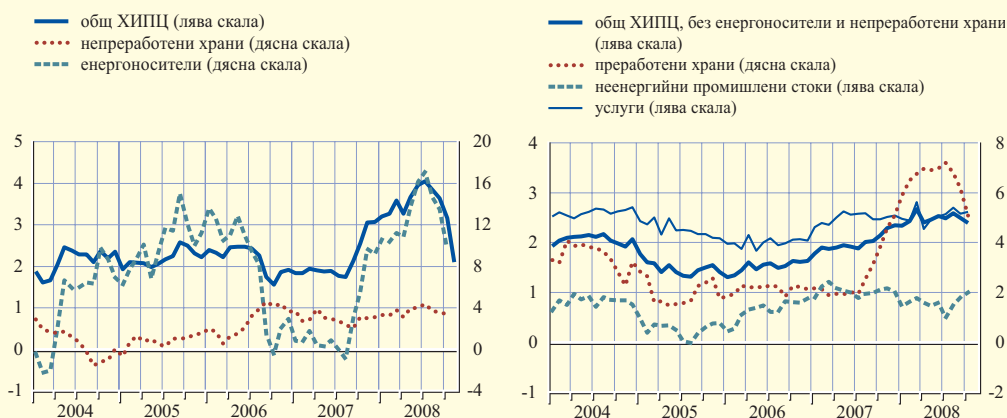 общ ХИПЦ (лява скала)
непреработени храни (дясна скала)
енергоносители (дясна скала)
5
4
3
2
1
0
-1
20
16
12
8
4
0
-4
2004 2005 2006 2007 2008
общ ХИПЦ, без енергоносители и непреработени храни
(лява скала)
преработени храни (дясна скала)
неенергийни промишлени стоки (лява скала)
услуги (лява скала)
4
3
2
1
0
-1
8
6
4
2
0
-2
2004 2005 2006 2007 2008